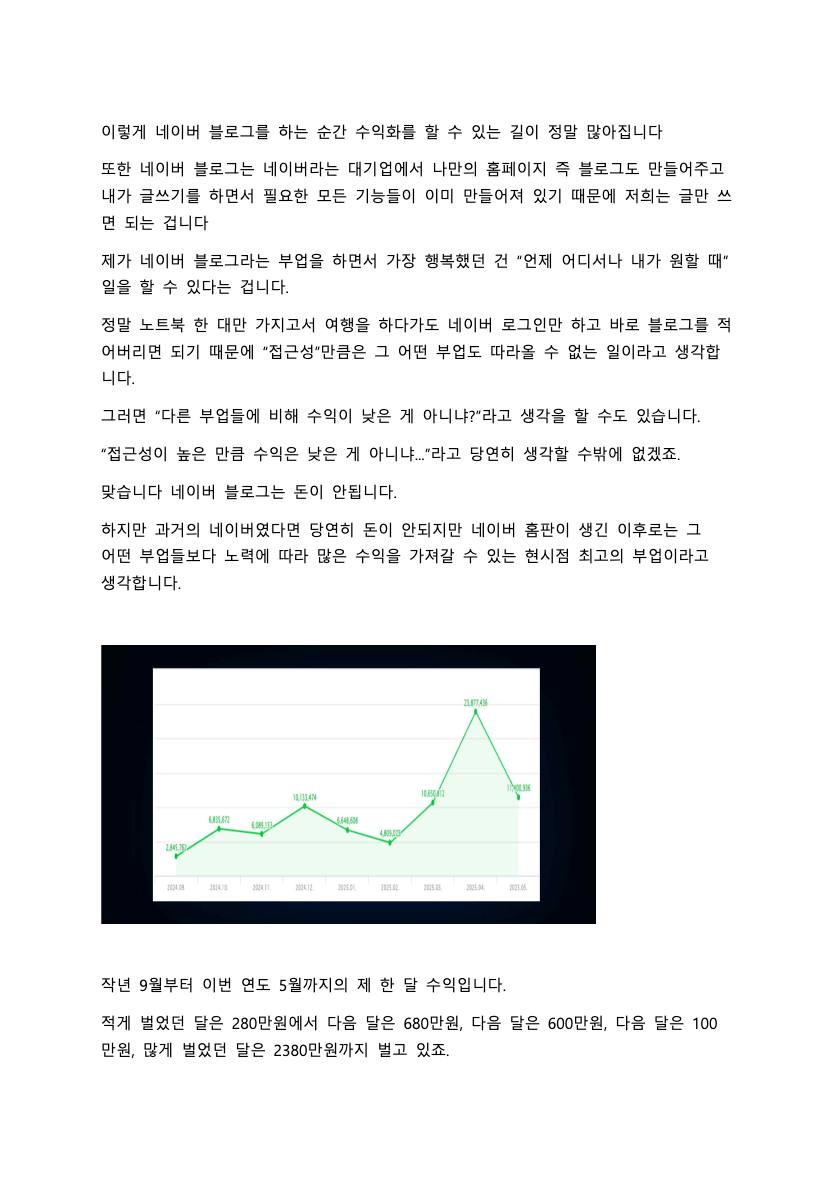 이렇게 네이버 블로그를 하는 순간 수익화를 할 수 있는 길이 정말 많아집니다
또한 네이버 블로그는 네이버라는 대기업에서 나만의 홈페이지 즉 블로그도 만들어주고
내가 글쓰기를 하면서 필요한 모든 기능들이 이미 만들어져 있기 때문에 저희는 글만 쓰
면 되는 겁니다
제가 네이버 블로그라는 부업을 하면서 가장 행복했던 건 “언제 어디서나 내가 원할 때”
일을 할 수 있다는 겁니다.
정말 노트북 한 대만 가지고서 여행을 하다가도 네이버 로그인만 하고 바로 블로그를 적
어버리면 되기 때문에 “접근성”만큼은 그 어떤 부업도 따라올 수 없는 일이라고 생각합
니다.
그러면 “다른 부업들에 비해 수익이 낮은 게 아니냐?”라고 생각을 할 수도 있습니다.
“접근성이 높은 만큼 수익은 낮은 게 아니냐...”라고 당연히 생각할 수밖에 없겠죠.
맞습니다 네이버 블로그는 돈이 안됩니다.
하지만 과거의 네이버였다면 당연히 돈이 안되지만 네이버 홈판이 생긴 이후로는 그
어떤 부업들보다 노력에 따라 많은 수익을 가져갈 수 있는 현시점 최고의 부업이라고
생각합니다.
23,877,436
10,133,474
6,835,672
6,648,608
2024.09. 2024.10. 2024.11. 2024.12. 2025.01. 2025.02. 2025.03. 2025.04. 2025.05.
작년 9월부터 이번 연도 5월까지의 제 한 달 수익입니다.
적게 벌었던 달은 280만원에서 다음 달은 680만원, 다음 달은 600만원, 다음 달은 100
만원, 많게 벌었던 달은 2380만원까지 벌고 있죠.